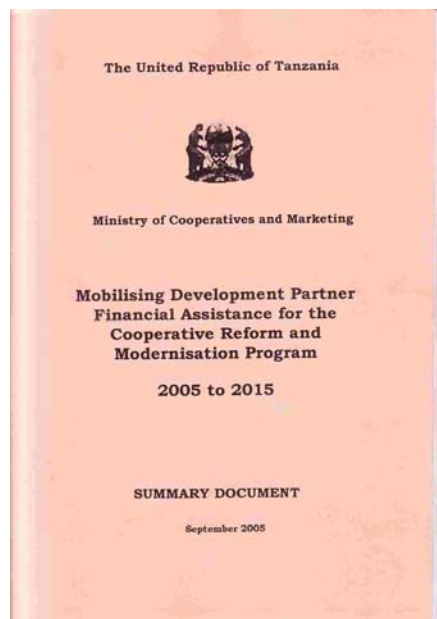 The United Republic of Tanzania
Ministry of Cooperatives and Marketing
Mobilising Development Partner
Financial Assistance for the
Cooperative Reform and
Modernisation Program
2005 to 2015
SUMMARY DOCUMENT
September 2005